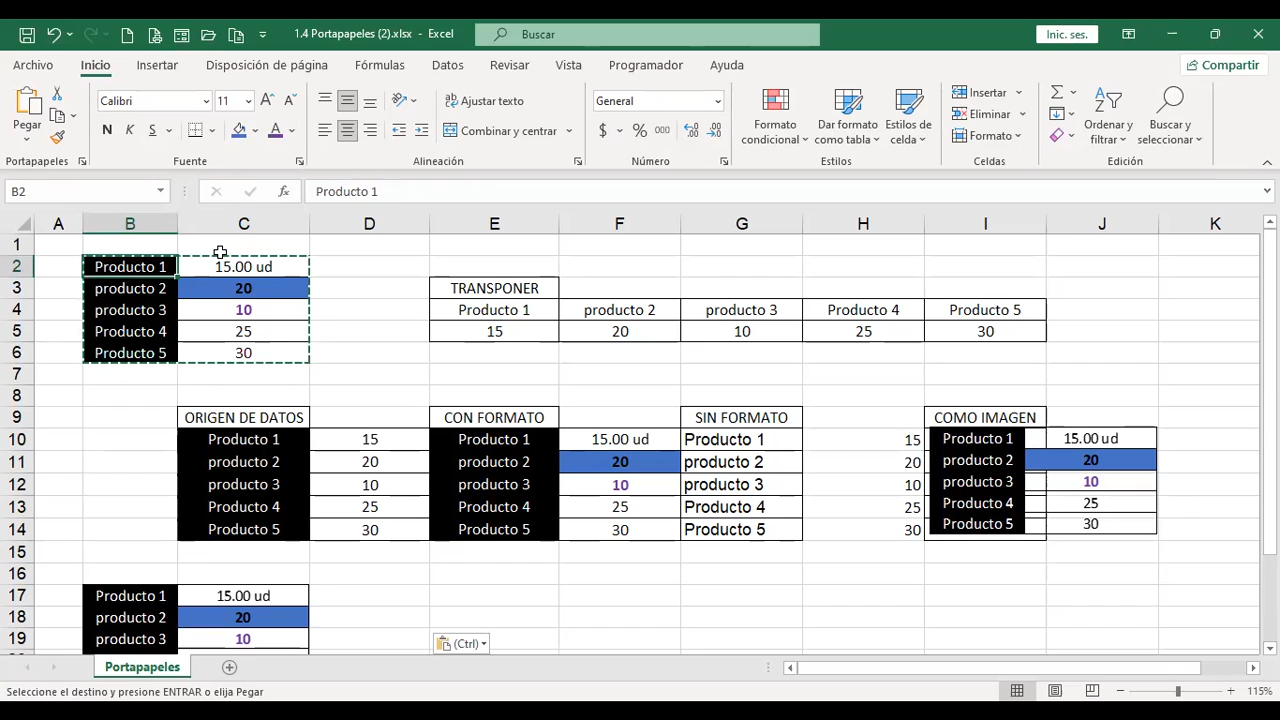 1.4 Portapapeles (2).xlsx - Excel
Buscar
Inic. ses.
Archivo Inicio Insertar Disposición de página Fórmulas Datos Revisar Vista Programador Ayuda
Compartir
Pegar
Calibri 11
N K S
Ajustar texto
Combinar y centrar
General
$ % 000
Formato condicional
Dar formato como tabla
Estilos de celda
Insertar
Eliminar
Formato
Ordenar y filtrar
Buscar y seleccionar
Portapapeles Fuente Alineación Número Estilos Celdas Edición
B2 fx Producto 1
A B C D E F G H I J K
1
2 Producto 1 15.00 ud
3 producto 2 20 TRANSPONER
4 producto 3 10 Producto 1 producto 2 producto 3 Producto 4 Producto 5
5 Producto 4 25 15 20 10 25 30
6 Producto 5 30
7
8
9 ORIGEN DE DATOS CON FORMATO SIN FORMATO COMO IMAGEN
10 Producto 1 15 Producto 1 15.00 ud Producto 1 15 Producto 1 15.00 ud
11 producto 2 20 producto 2 20 producto 2 20 producto 2 20
12 producto 3 10 producto 3 10 producto 3 10 producto 3 10
13 Producto 4 25 Producto 4 25 Producto 4 25 Producto 4 25
14 Producto 5 30 Producto 5 30 Producto 5 30 Producto 5 30
15
16
17 Producto 1 15.00 ud
18 producto 2 20
19 producto 3 10
(Ctrl)
Portapapeles
Seleccione el destino y presione ENTRAR o elija Pegar
115%